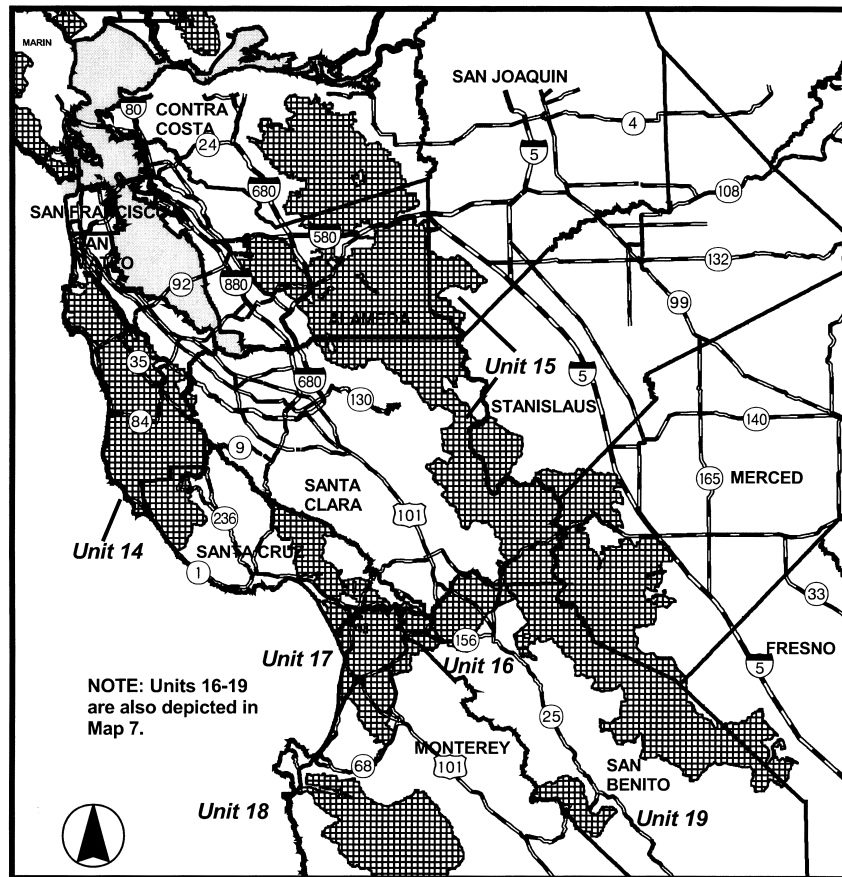 MARIN
SAN JOAQUIN
80
CONTRA
COSTA
4
24
5
680
108
SAN FRANCISCO
580
SAN
MATEO
132
92
880
99
ALAMEDA
35
Unit 15
680
5
130
STANISLAUS
84
140
9
165
MERCED
SANTA
CLARA
236
101
Unit 14
SANTA CRUZ
1
33
156
FRESNO
Unit 17
Unit 16
5
NOTE: Units 16-19
are also depicted in
Map 7.
25
MONTEREY
68
101
SAN
BENITO
Unit 18
Unit 19